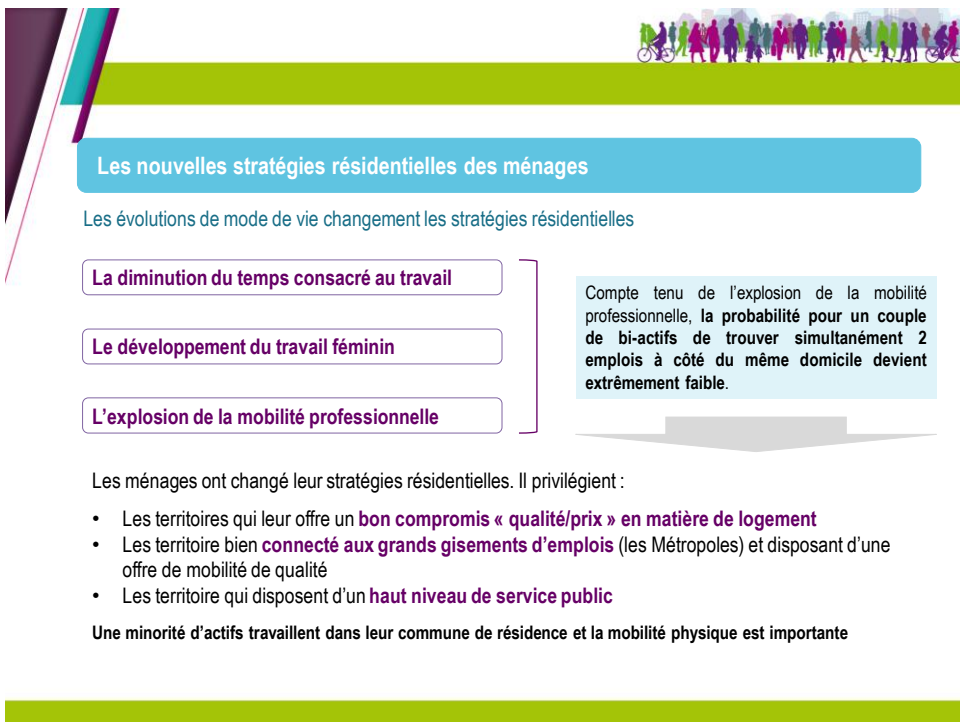 Les nouvelles stratégies résidentielles des ménages
Les évolutions de mode de vie changement les stratégies résidentielles
La diminution du temps consacré au travail
Le développement du travail féminin
L'explosion de la mobilité professionnelle
Compte tenu de l'explosion de la mobilité
professionnelle, la probabilité pour un couple
de bi-actifs de trouver simultanément 2
emplois à côté du même domicile devient
extrêmement faible.
Les ménages ont changé leur stratégies résidentielles. Il privilégient :
• Les territoires qui leur offre un bon compromis « qualité/prix » en matière de logement
• Les territoire bien connecté aux grands gisements d'emplois (les Métropoles) et disposant d'une
offre de mobilité de qualité
• Les territoire qui disposent d'un haut niveau de service public
Une minorité d'actifs travaillent dans leur commune de résidence et la mobilité physique est importante